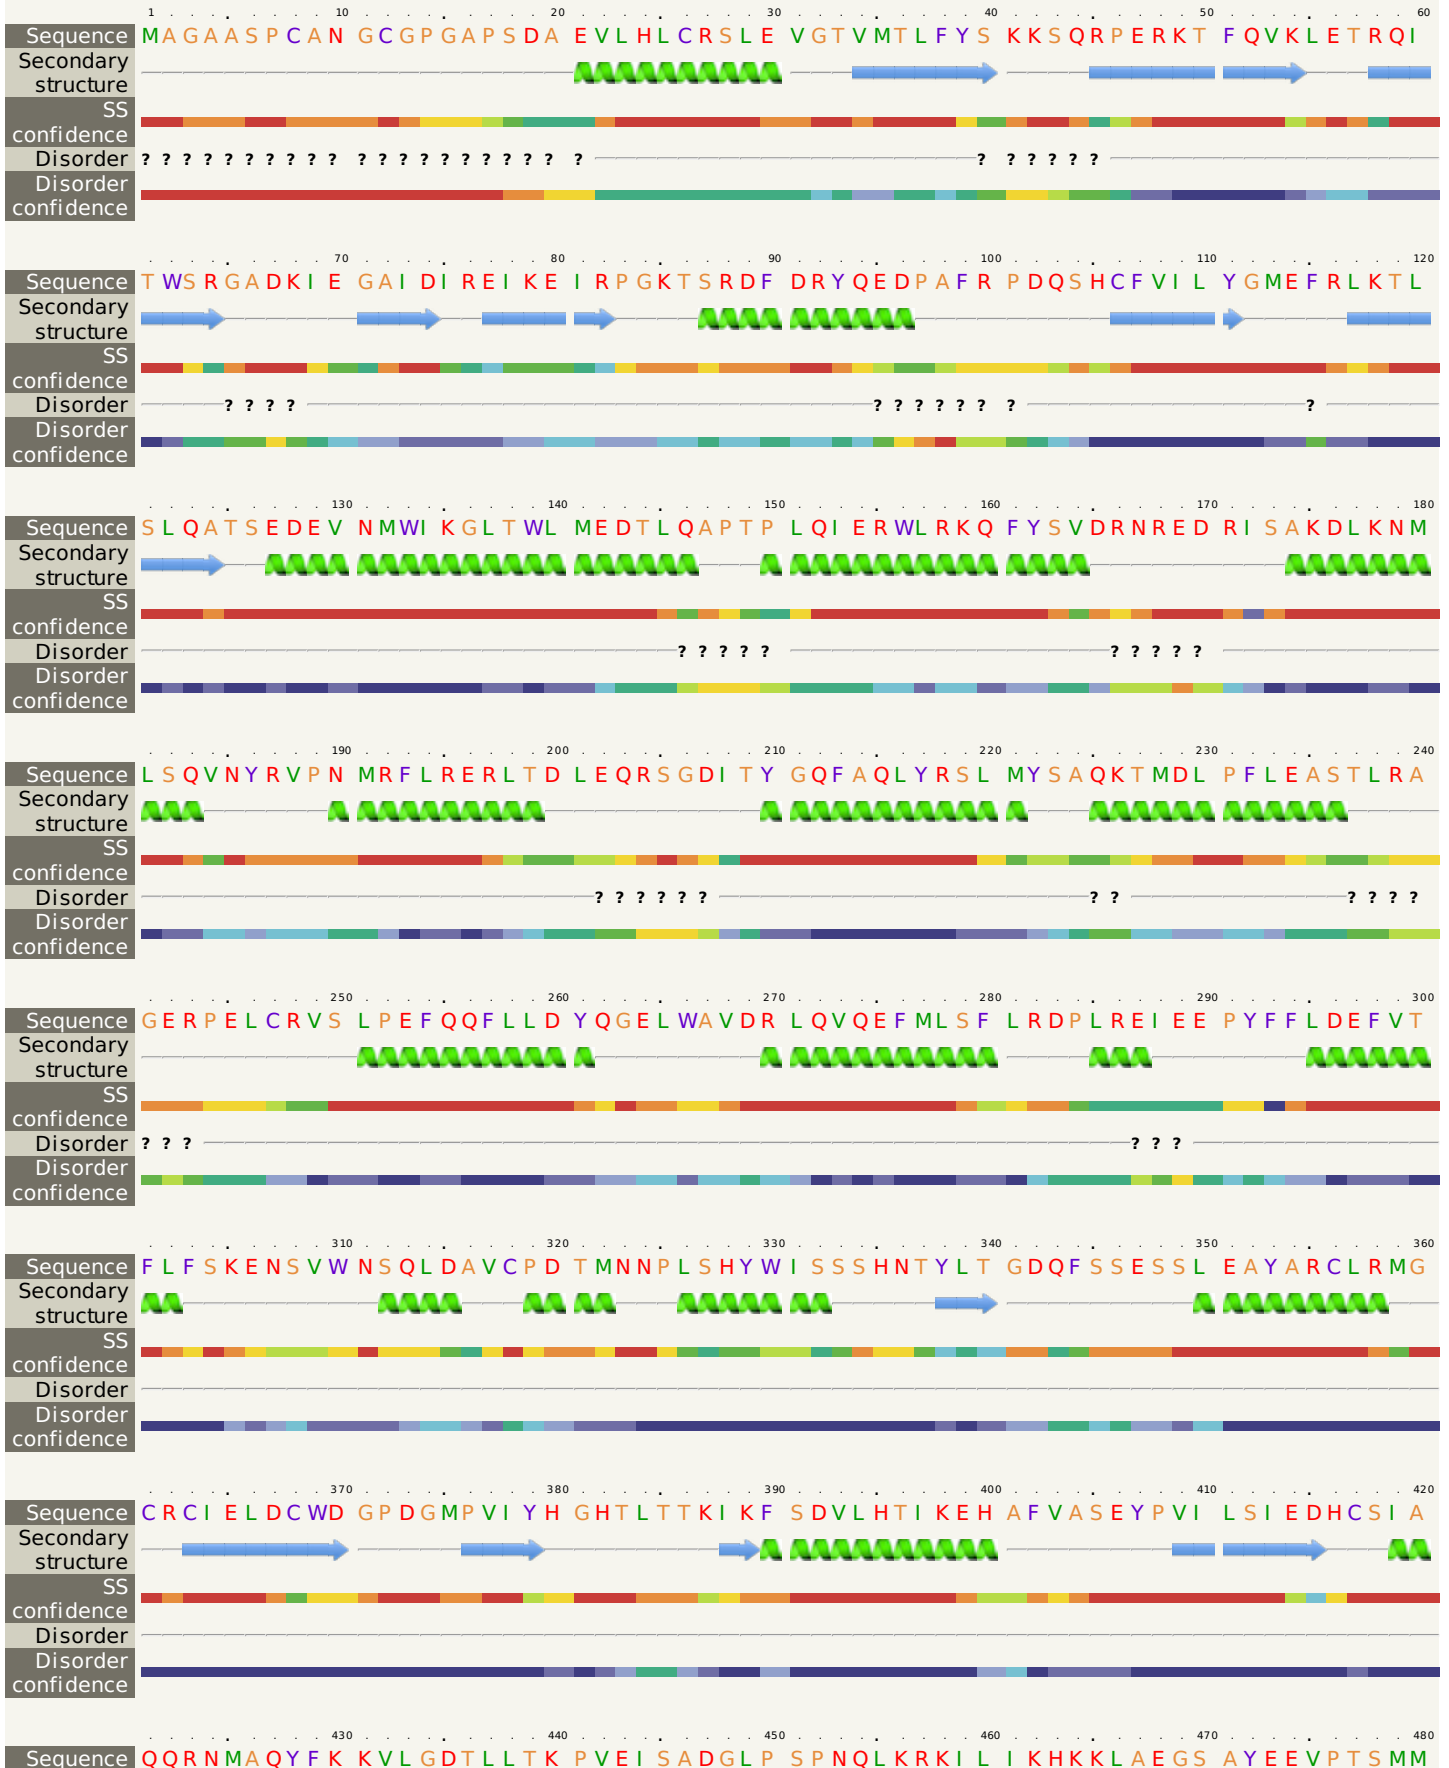 1 . . . . . . . . 10 . . . . . . . . . 20 . . . . . . . . . 30 . . . . . . . . . 40 . . . . . . . . . 50 . . . . . . . . . 60
Sequence MAGAASPCAN GCGPGAPSDA EVLHLCRSLE VGTVMTLFYS KKSQRPERKT FQVKLETRQI
Secondary
structure
SS
confidence
Disorder ? ? ? ? ? ? ? ? ? ? ? ? ? ? ? ? ? ? ? ? ? ? ? ? ? ? ?
Disorder
confidence
. . . . . . . . . 70 . . . . . . . . . 80 . . . . . . . . . 90 . . . . . . . . . 100 . . . . . . . . . 110 . . . . . . . . . 120
Sequence TWSRGADKIE GAIDIREIKE IRPGKTSRDF DRYQEDPAFR PDQSHCFVIL YGMEFRLKTL
Secondary
structure
SS
confidence
Disorder ? ? ? ? ? ? ? ? ? ? ? ?
Disorder
confidence
. . . . . . . . . 130 . . . . . . . . . 140 . . . . . . . . . 150 . . . . . . . . . 160 . . . . . . . . . 170 . . . . . . . . . 180
Sequence SLQATSEDEV NMWIKGLTWL MEDTLQAPTP LQIERWLRKQ FYSVDRNRED RISAKDLKNM
Secondary
structure
SS
confidence
Disorder ? ? ? ? ? ? ? ? ? ?
Disorder
confidence
. . . . . . . . . 190 . . . . . . . . . 200 . . . . . . . . . 210 . . . . . . . . . 220 . . . . . . . . . 230 . . . . . . . . . 240
Sequence LSQVNYRVPN MRFLRERLTD LEQRSGDITY GQFAQLYRSL MYSAQKTMDL PFLEASTLRA
Secondary
structure
SS
confidence
Disorder ? ? ? ? ? ? ? ? ? ? ? ?
Disorder
confidence
. . . . . . . . . 250 . . . . . . . . . 260 . . . . . . . . . 270 . . . . . . . . . 280 . . . . . . . . . 290 . . . . . . . . . 300
Sequence GERPELCRVS LPEFQQFLLD YQGELWAVDR LQVQEFMLSF LRDPLREIEE PYFFLDEFVT
Secondary
structure
SS
confidence
Disorder ? ? ? ? ? ?
Disorder
confidence
. . . . . . . . . 310 . . . . . . . . . 320 . . . . . . . . . 330 . . . . . . . . . 340 . . . . . . . . . 350 . . . . . . . . . 360
Sequence FLFSKENSVW NSQLDAVCPD TMNNPLSHYW ISSSHNTYLT GDQFSSESSL EAYARCLRMG
Secondary
structure
SS
confidence
Disorder
Disorder
confidence
. . . . . . . . . 370 . . . . . . . . . 380 . . . . . . . . . 390 . . . . . . . . . 400 . . . . . . . . . 410 . . . . . . . . . 420
Sequence CRCIELDCWD GPDGMPVIYH GHTLTTKIKF SDVLHTIKEH AFVASEYPVI LSIEDHCSIA
Secondary
structure
SS
confidence
Disorder
Disorder
confidence
. . . . . . . . . 430 . . . . . . . . . 440 . . . . . . . . . 450 . . . . . . . . . 460 . . . . . . . . . 470 . . . . . . . . . 480
Sequence QQRNMAQYFK KVLGDTLLTK PVEISADGLP SPNQLKRKIL IKHKKLAEGS AYEEVPTSMM